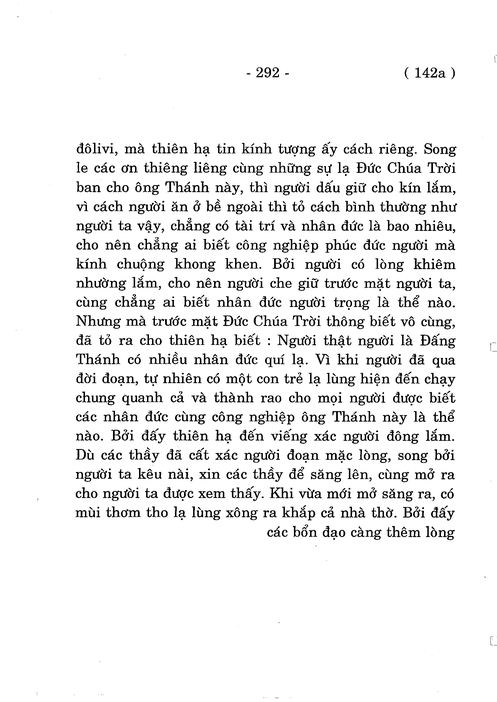 - 292 - ( 142a )
đôlivi, mà thiên hạ tin kính tượng ấy cách riêng. Song
le các ơn thiêng liêng cùng những sự lạ Đức Chúa Trời
ban cho ông Thánh này, thì người dấu giữ cho kín lắm,
vì cách người ăn ở bề ngoài thì tỏ cách bình thường như
người ta vậy, chẳng có tài trí và nhân đức là bao nhiêu,
cho nên chẳng ai biết công nghiệp phúc đức người mà
kính chuộng khong khen. Bởi người có lòng khiêm
nhường lắm, cho nên người che giữ trước mặt người ta,
cùng chẳng ai biết nhân đức người trọng là thể nào.
Nhưng mà trước mặt Đức Chúa Trời thông biết vô cùng,
đã tỏ ra cho thiên hạ biết : Người thật người là Đấng
Thánh có nhiều nhân đức quí lạ. Vì khi người đã qua
đời đoạn, tự nhiên có một con trẻ lạ lùng hiện đến chạy
chung quanh cả và thành rao cho mọi người được biết
các nhân đức cùng công nghiệp ông Thánh này là thể
nào. Bởi đấy thiên hạ đến viếng xác người đông lắm.
Dù các thầy đã cất xác người đoạn mặc lòng, song bởi
người ta kêu nài, xin các thầy để săng lên, cùng mở ra
cho người ta được xem thấy. Khi vừa mới mở săng ra, có
mùi thơm tho lạ lùng xông ra khắp cả nhà thờ. Bởi đấy
các bổn đạo càng thêm lòng